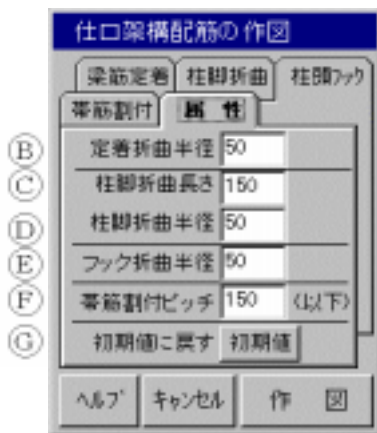 仕口架構配筋の作図
梁筋定着 柱脚折曲 柱頭フック
帯筋割付 属 性
Ⓑ 定着折曲半径 50
Ⓒ 柱脚折曲長さ 150
Ⓓ 柱脚折曲半径 50
Ⓔ フック折曲半径 50
Ⓕ 帯筋割付ピッチ 150 (以下)
Ⓖ 初期値に戻す 初期値
ヘルプ キャンセル 作 図